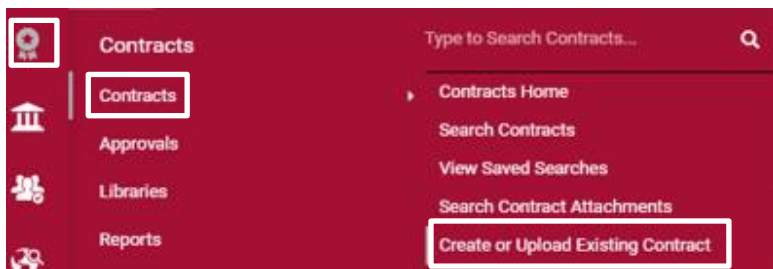 Contracts
Contracts
Approvals
Libraries
Reports
Type to Search Contracts...
Contracts Home
Search Contracts
View Saved Searches
Search Contract Attachments
Create or Upload Existing Contract